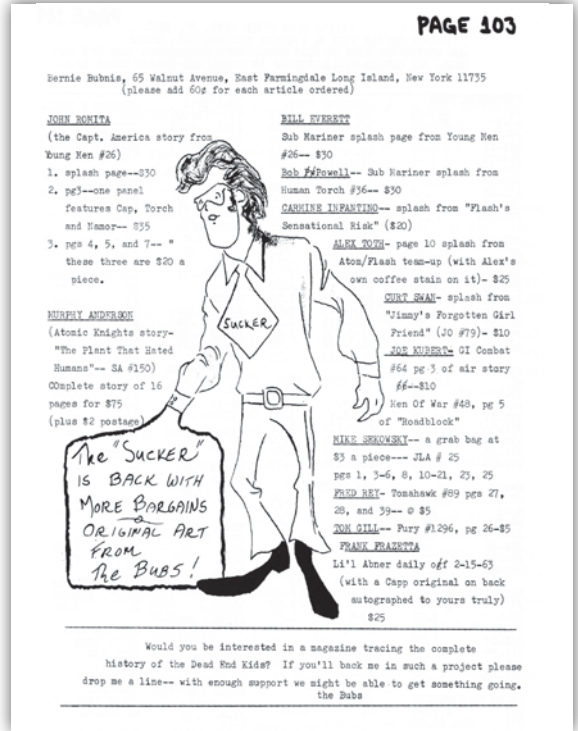 PAGE 103
Bernie Bubnis, 65 Walnut Avenue, East Farmingdale Long Island, New York 11735
(please add 60¢ for each article ordered)
JOHN ROMITA
(the Capt. America story from
Young Men #26)
1. splash page--$30
2. pg3--one panel
features Cap, Torch
and Namor-- $35
3. pgs 4, 5, and 7-- "
these three are $20 a
piece.
MURPHY ANDERSON
(Atomic Knights story-
"The Plant That Hated
Humans"-- SA #150)
COmplete story of 16
pages for $75
(plus $2 postage)
BILL EVERETT
Sub Mariner splash page from Young Men
#26-- $30
Bob Powell-- Sub Mariner splash from
Human Torch #36-- $30
CARMINE INFANTINO-- splash from "Flash's
Sensational Risk" ($20)
ALEX TOTH- page 10 splash from
Atom/Flash team-up (with Alex's
own coffee stain on it)- $25
CURT SWAN- splash from
"Jimmy's Forgotten Girl
Friend" (JO #79)- $10
JOE KUBERT- GI Combat
#64 pg 3 of air story
--$10
Men Of War #48, pg 5
of "Roadblock"
MIKE SEKOWSKY-- a grab bag at
$3 a piece--- JLA # 25
pgs 1, 3-6, 8, 10-21, 23, 25
FRED REY- Tomahawk #89 pgs 27,
28, and 39-- @ $5
TOM GILL-- Fury #1296, pg 26-$5
FRANK FRAZETTA
Li'l Abner daily of 2-15-63
(with a Capp original on back
autographed to yours truly)
$25
SUCKER
The "SUCKER"
IS BACK WITH
MORE BARGAINS
ORIGINAL ART
FROM
The BUBS!
Would you be interested in a magazine tracing the complete
history of the Dead End Kids? If you'll back me in such a project please
drop me a line-- with enough support we might be able to get something going.
the Bubs